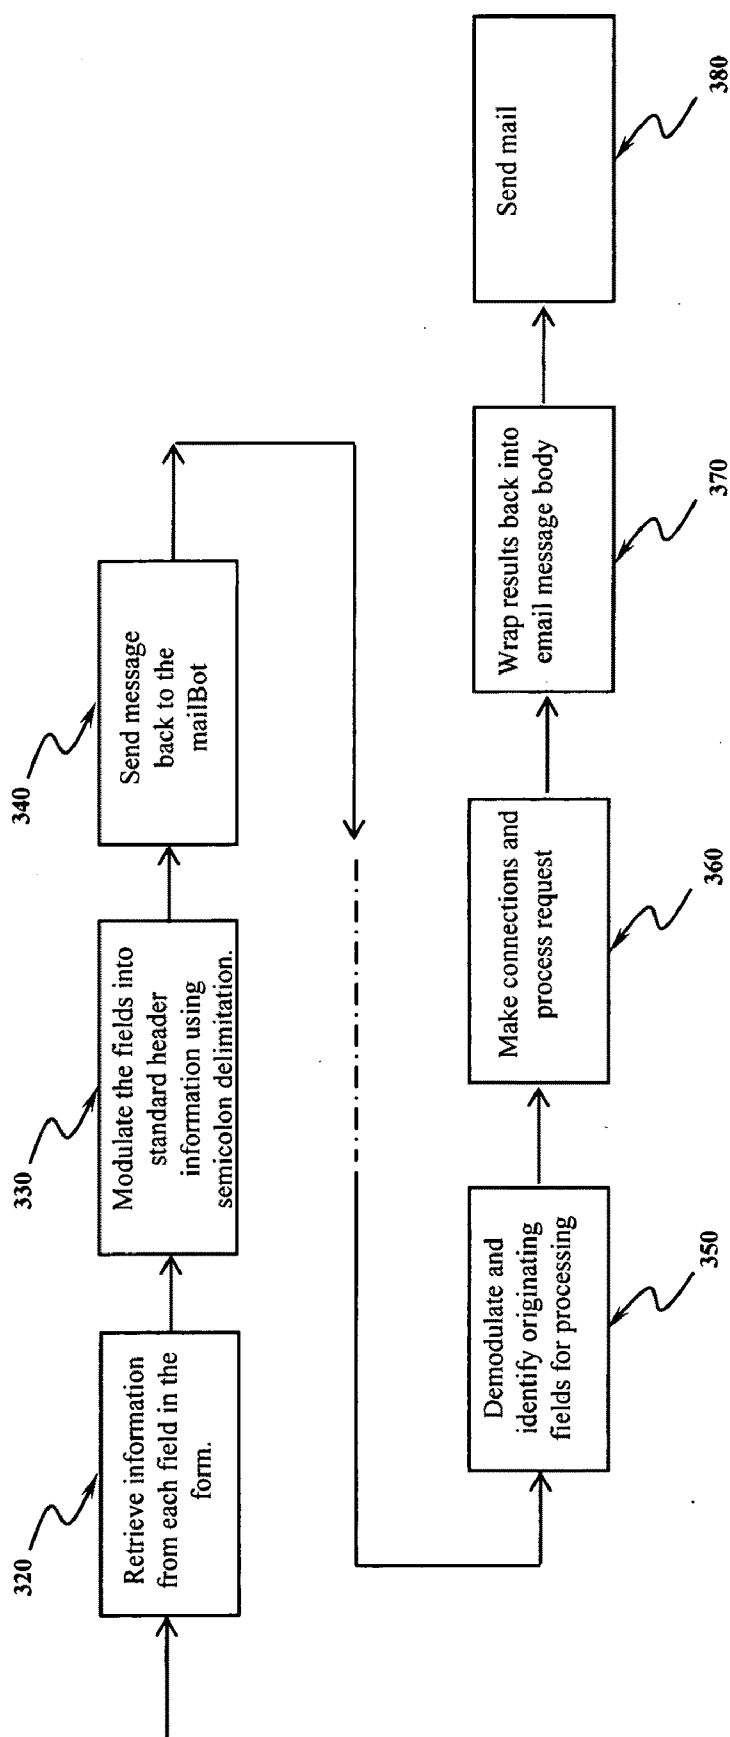 320
Retrieve information
from each field in the
form.
330
Modulate the fields into
standard header
information using
semicolon delimitation.
340
Send message
back to the
mailBot
Demodulate and
identify originating
fields for processing
350
Make connections and
process request
360
Wrap results back into
email message body
370
Send mail
380